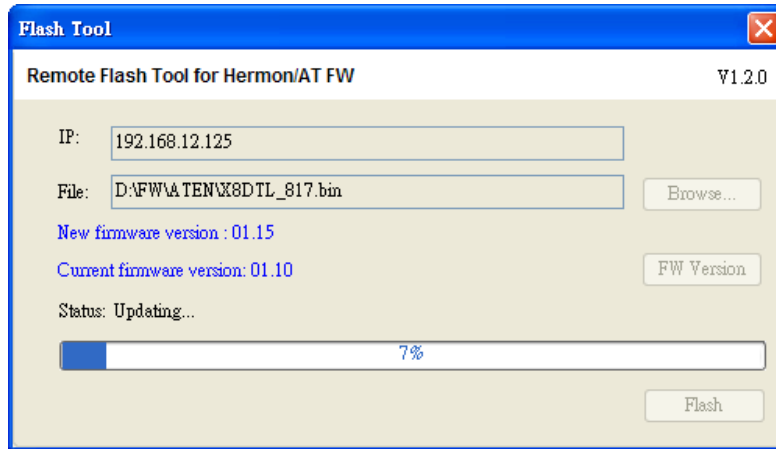 Flash Tool
Remote Flash Tool for Hermon/AT FW V1.2.0
IP: 192.168.12.125
File: D:\FW\ATEN\X8DTL_817.bin Browse...
New firmware version : 01.15
Current firmware version: 01.10 FW Version
Status: Updating...
7%
Flash